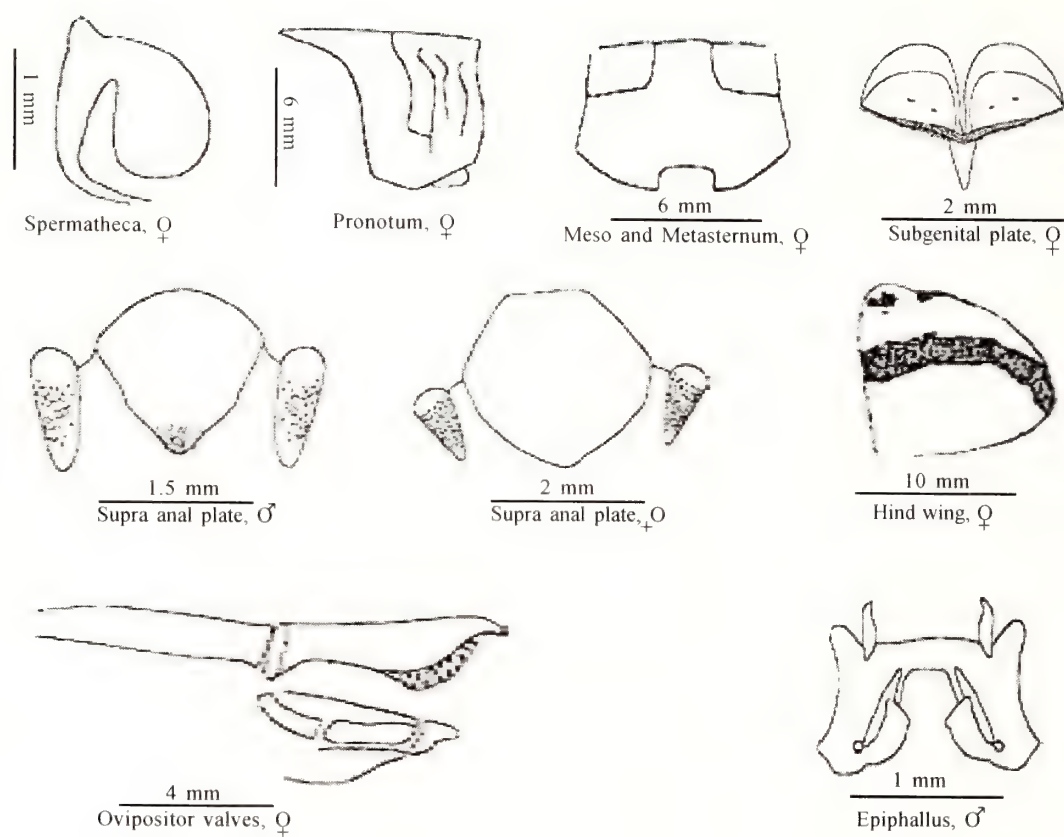 1 mm
Spermatheca, ♀
6 mm
Pronotum, ♀
6 mm
Meso and Metasternum, ♀
2 mm
Subgenital plate, ♀
1.5 mm
Supra anal plate, ♂
2 mm
Supra anal plate, ♀
10 mm
Hind wing, ♀
4 mm
Ovipositor valves, ♀
1 mm
Epiphallus, ♂